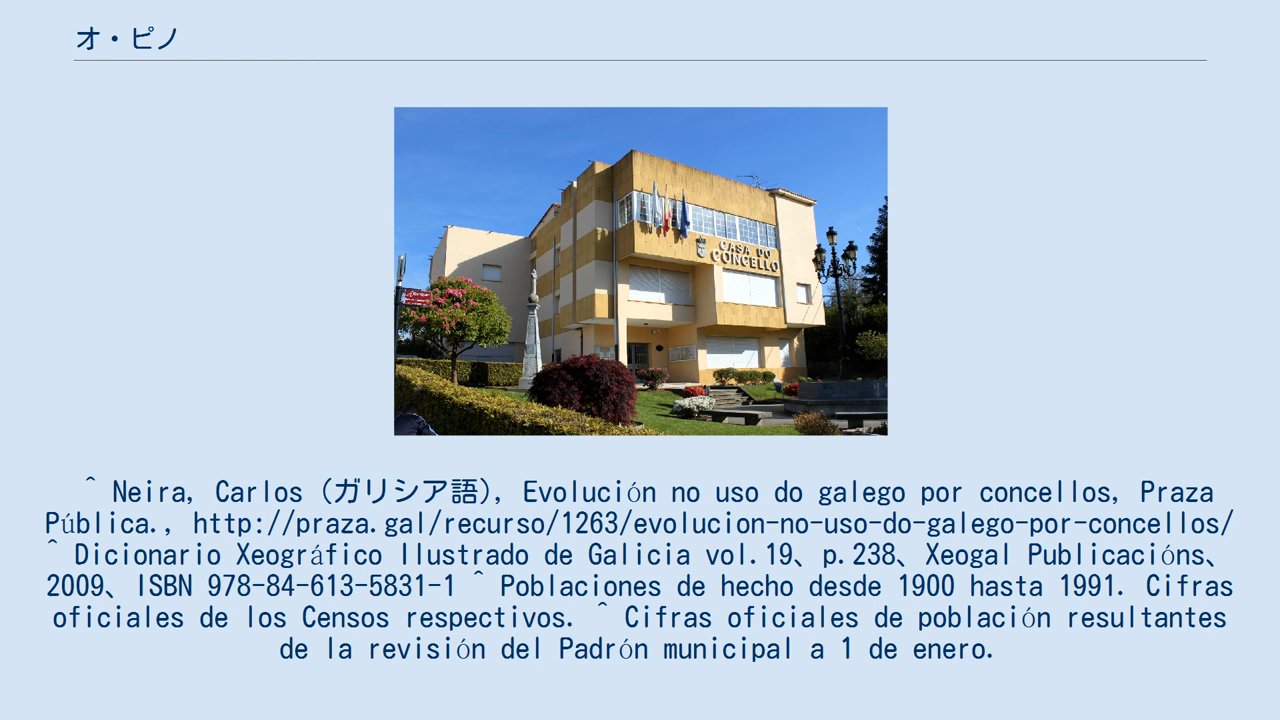 オ・ピノ
CASA DO
CONCELLO
^ Neira, Carlos (ガリシア語), Evolución no uso do galego por concellos, Praza
Pública., http://praza.gal/recurso/1263/evolucion-no-uso-do-galego-por-concellos/
^ Dicionario Xeográfico Ilustrado de Galicia vol.19、p.238、Xeogal Publicacións、
2009、ISBN 978-84-613-5831-1 ^ Poblaciones de hecho desde 1900 hasta 1991. Cifras
oficiales de los Censos respectivos. ^ Cifras oficiales de población resultantes
de la revisión del Padrón municipal a 1 de enero.